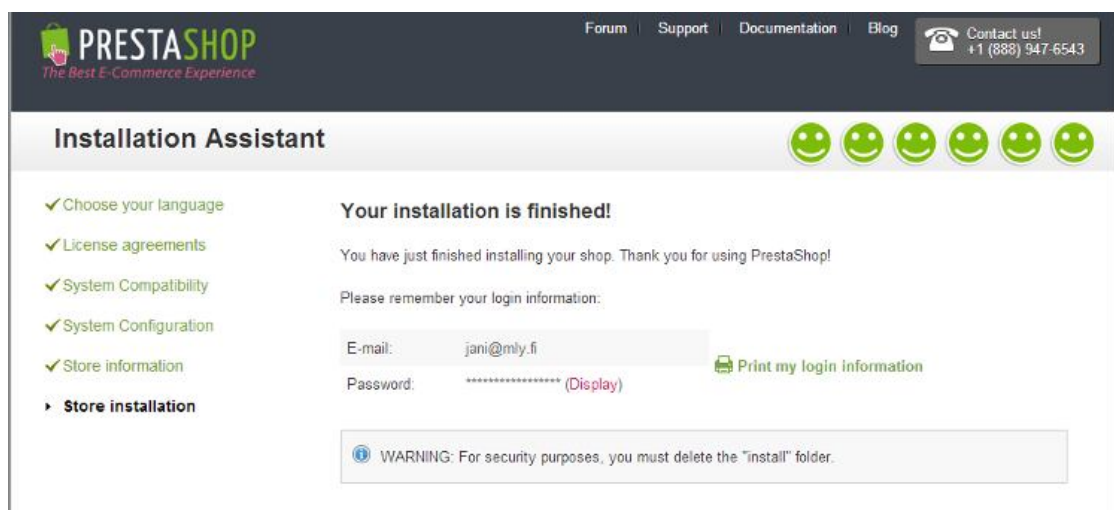 PRESTASHOP
The Best E-Commerce Experience
Forum
Support
Documentation
Blog
Contact us!
+1 (888) 947-6543
Installation Assistant
Choose your language
License agreements
System Compatibility
System Configuration
Store information
Store installation
Your installation is finished!
You have just finished installing your shop. Thank you for using PrestaShop!
Please remember your login information:
E-mail: jani@mly.fi
Password: ***************** (Display)
Print my login information
WARNING: For security purposes, you must delete the "install" folder.